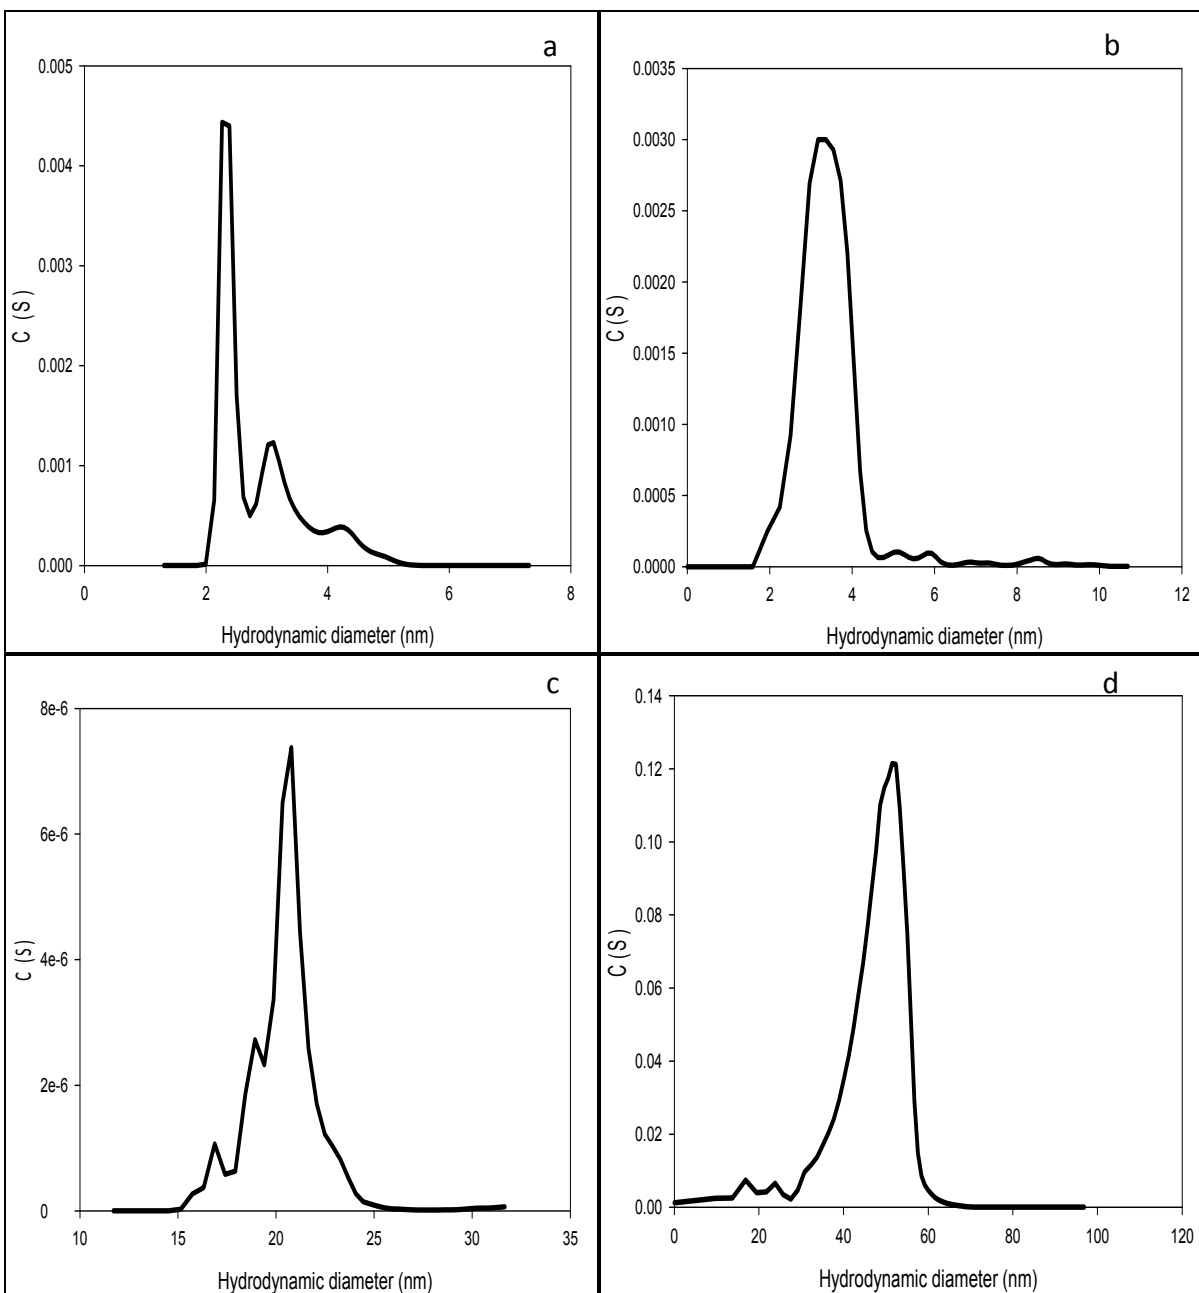 a
0.005
0.004
0.003
0.002
0.001
0.000
C (S)
0 2 4 6 8
Hydrodynamic diameter (nm)
b
0.0035
0.0030
0.0025
0.0020
0.0015
0.0010
0.0005
0.0000
C (S)
0 2 4 6 8 10 12
Hydrodynamic diameter (nm)
c
8e-6
6e-6
4e-6
2e-6
0
C (S)
10 15 20 25 30 35
Hydrodynamic diameter (nm)
d
0.14
0.12
0.10
0.08
0.06
0.04
0.02
0.00
C (S)
0 20 40 60 80 100 120
Hydrodynamic diameter (nm)